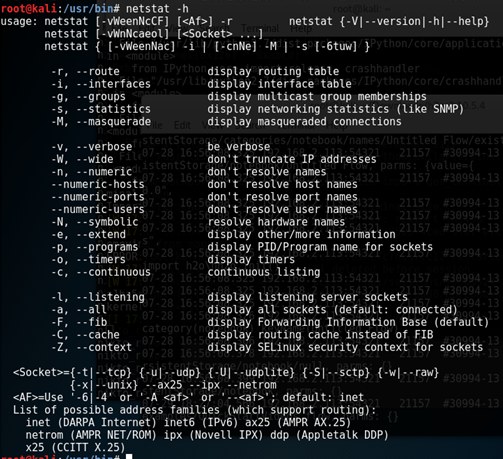 root@kali:/usr/bin# netstat -h
usage: netstat [-vWeenNcCF] [<Af>] -r         netstat {-V|--version|-h|--help}
       netstat [-vWnNcaeol] [<Socket> ...]
       netstat { [-vWeenNac] -i | [-cnNe] -M | -s [-6tuw] }

        -r, --route              display routing table
        -i, --interfaces         display interface table
        -g, --groups             display multicast group memberships
        -s, --statistics         display networking statistics (like SNMP)
        -M, --masquerade         display masqueraded connections

        -v, --verbose            be verbose
        -W, --wide               don't truncate IP addresses
        -n, --numeric            don't resolve names
        --numeric-hosts          don't resolve host names
        --numeric-ports          don't resolve port names
        --numeric-users          don't resolve user names
        -N, --symbolic           resolve hardware names
        -e, --extend             display other/more information
        -p, --programs           display PID/Program name for sockets
        -o, --timers             display timers
        -c, --continuous         continuous listing

        -l, --listening          display listening server sockets
        -a, --all                display all sockets (default: connected)
        -F, --fib                display Forwarding Information Base (default)
        -C, --cache              display routing cache instead of FIB
        -Z, --context            display SELinux security context for sockets

  <Socket>={-t|--tcp} {-u|--udp} {-U|--udplite} {-S|--sctp} {-w|--raw}
           {-x|--unix} --ax25 --ipx --netrom
  <AF>=Use '-6|-4' or '-A <af>' or '--<af>'; default: inet
  List of possible address families (which support routing):
    inet (DARPA Internet) inet6 (IPv6) ax25 (AMPR AX.25)
    netrom (AMPR NET/ROM) ipx (Novell IPX) ddp (Appletalk DDP)
    x25 (CCITT X.25)
root@kali:/usr/bin#